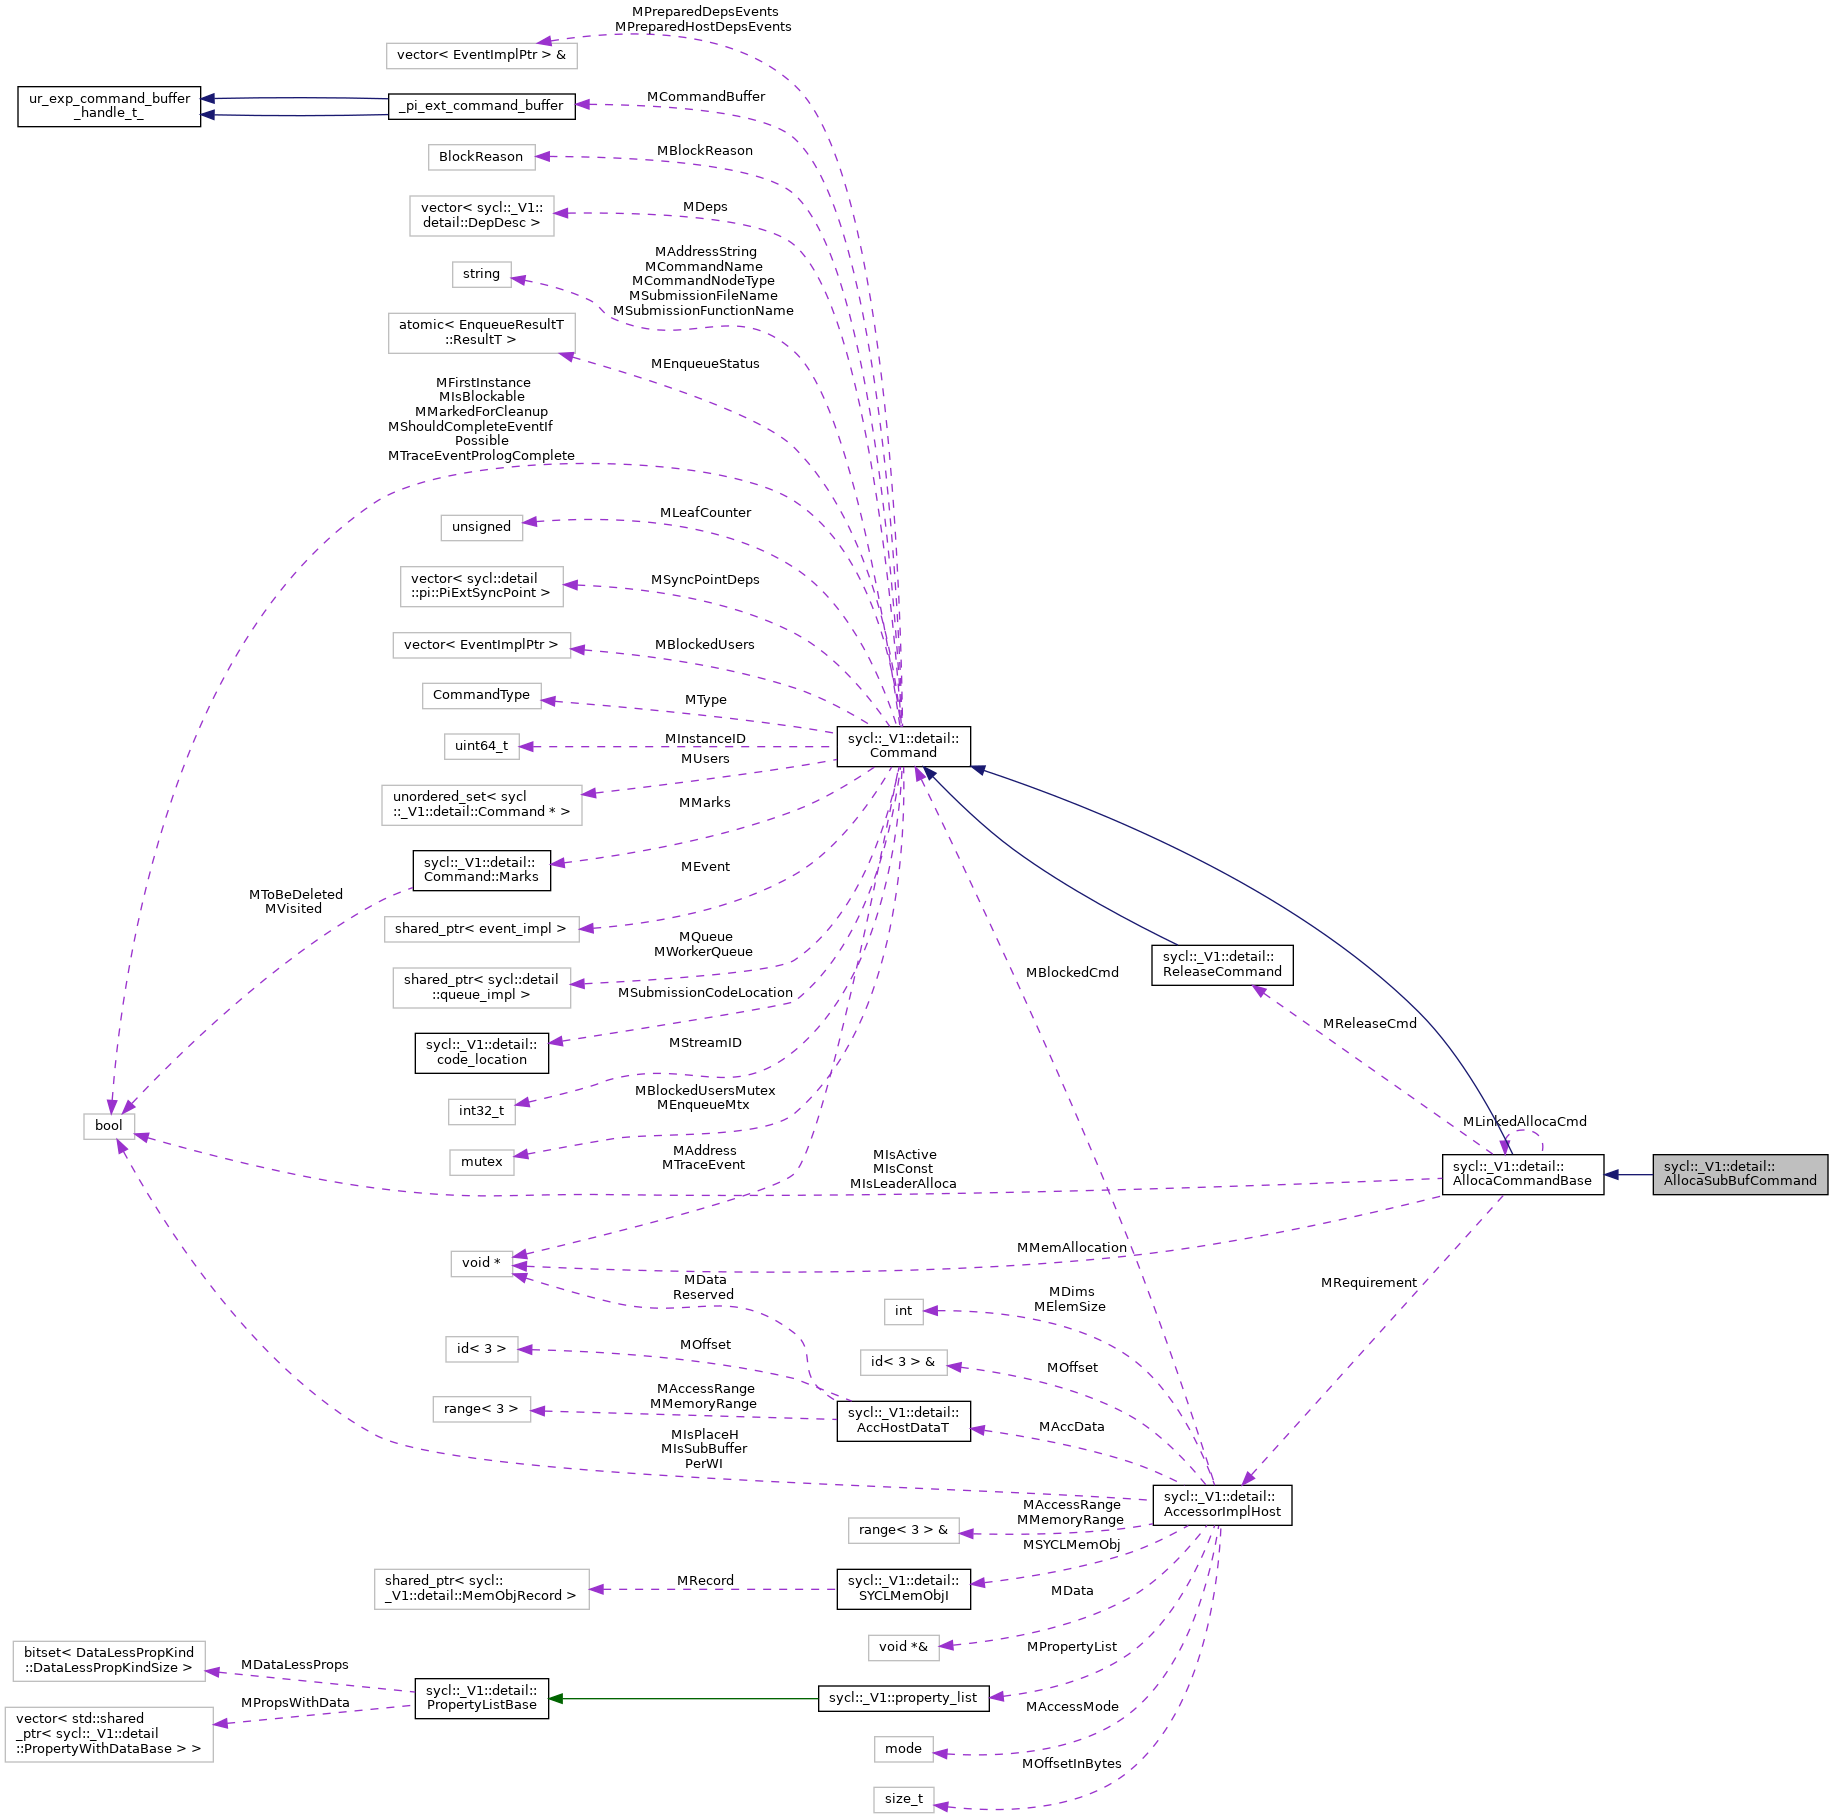 MPreparedDepsEvents
MPreparedHostDepsEvents
vector< EventImplPtr > &
ur_exp_command_buffer
_handle_t_
_pi_ext_command_buffer
MCommandBuffer
BlockReason
MBlockReason
vector< sycl::_V1::
detail::DepDesc >
MDeps
string
MAddressString
MCommandName
MCommandNodeType
MSubmissionFileName
MSubmissionFunctionName
atomic< EnqueueResultT
::ResultT >
MEnqueueStatus
MFirstInstance
MIsBlockable
MMarkedForCleanup
MShouldCompleteEventIf
Possible
MTraceEventPrologComplete
unsigned
MLeafCounter
vector< sycl::detail
::pi::PiExtSyncPoint >
MSyncPointDeps
vector< EventImplPtr >
MBlockedUsers
CommandType
MType
uint64_t
MInstanceID
sycl::_V1::detail::
Command
MUsers
unordered_set< sycl
::_V1::detail::Command * >
MMarks
sycl::_V1::detail::
Command::Marks
MEvent
MToBeDeleted
MVisited
shared_ptr< event_impl >
MQueue
MWorkerQueue
shared_ptr< sycl::detail
::queue_impl >
MBlockedCmd
sycl::_V1::detail::
ReleaseCommand
MSubmissionCodeLocation
sycl::_V1::detail::
code_location
MStreamID
MReleaseCmd
int32_t
MBlockedUsersMutex
MEnqueueMtx
bool
mutex
MAddress
MTraceEvent
MIsActive
MIsConst
MIsLeaderAlloca
MLinkedAllocaCmd
sycl::_V1::detail::
AllocaCommandBase
sycl::_V1::detail::
AllocaSubBufCommand
void *
MMemAllocation
MData
Reserved
MRequirement
int
MDims
MElemSize
id< 3 >
MOffset
id< 3 > &
MOffset
range< 3 >
MAccessRange
MMemoryRange
sycl::_V1::detail::
AccHostDataT
MAccData
MIsPlaceH
MIsSubBuffer
PerWI
sycl::_V1::detail::
AccessorImplHost
range< 3 > &
MAccessRange
MMemoryRange
MSYCLMemObj
shared_ptr< sycl::
_V1::detail::MemObjRecord >
MRecord
sycl::_V1::detail::
SYCLMemObjI
MData
void *&
MPropertyList
bitset< DataLessPropKind
::DataLessPropKindSize >
MDataLessProps
sycl::_V1::detail::
PropertyListBase
sycl::_V1::property_list
MPropsWithData
vector< std::shared
_ptr< sycl::_V1::detail
::PropertyWithDataBase > >
MAccessMode
mode
MOffsetInBytes
size_t